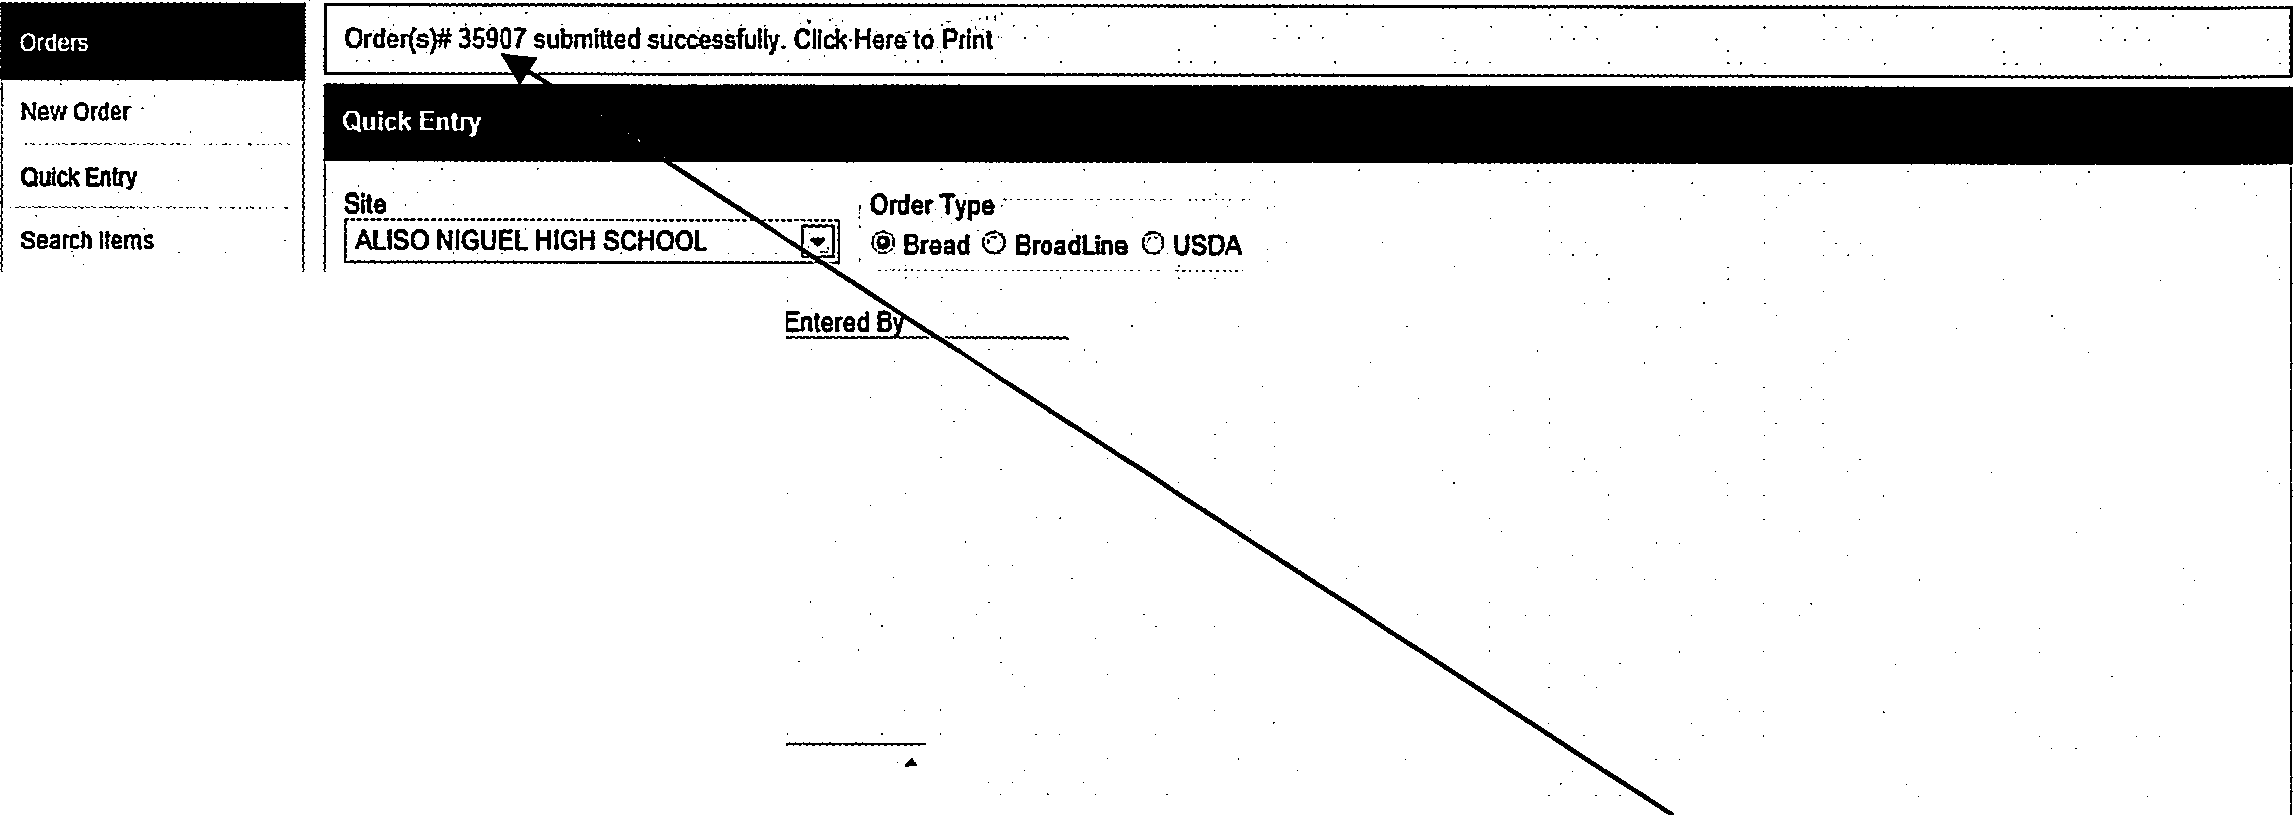 Orders
New Order
Quick Entry
Search Items
Order(s)# 35907 submitted successfully. Click Here to Print
Quick Entry
Site
ALISO NIGUEL HIGH SCHOOL
Order Type
Bread BroadLine USDA
Entered By